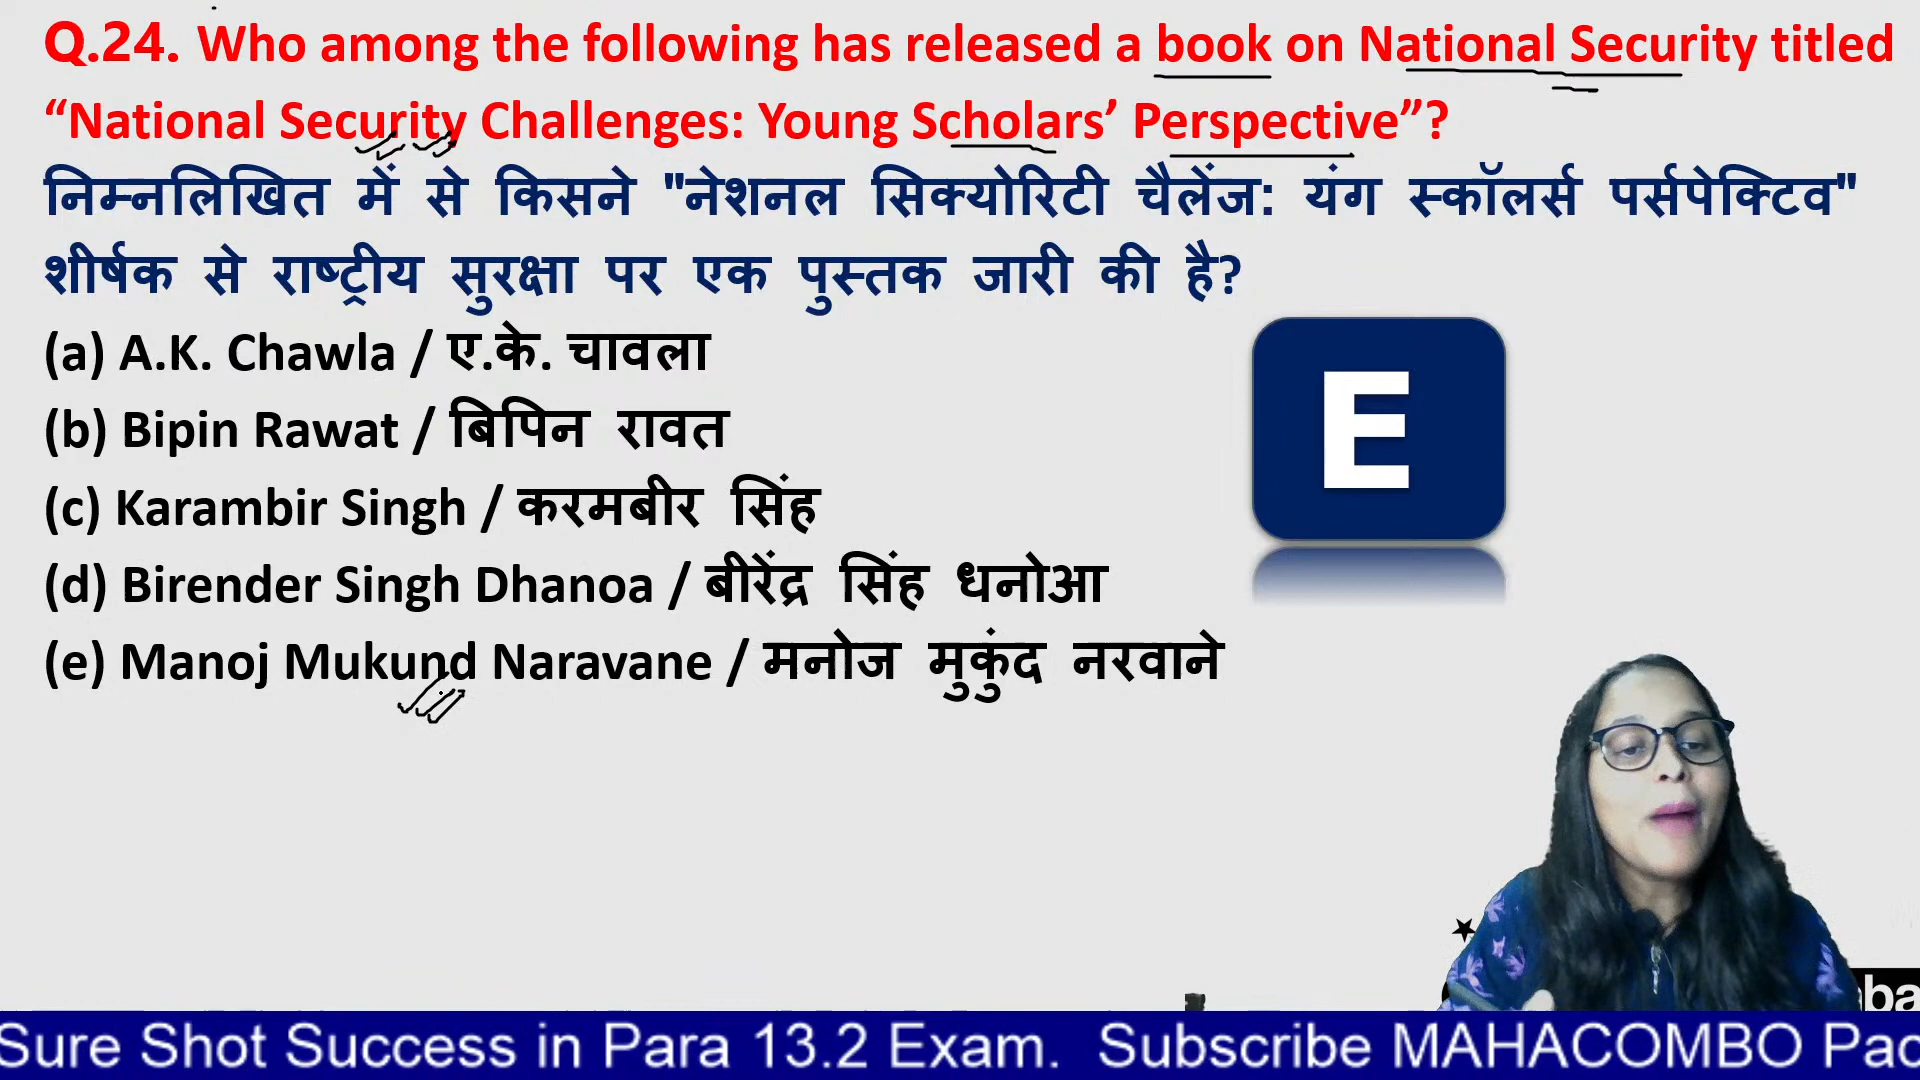 Q.24. Who among the following has released a book on National Security titled
“National Security Challenges: Young Scholars’ Perspective”?
निम्नलिखित में से किसने "नेशनल सिक्योरिटी चैलेंज: यंग स्कॉलर्स पर्सपेक्टिव"
शीर्षक से राष्ट्रीय सुरक्षा पर एक पुस्तक जारी की है?
(a) A.K. Chawla / ए.के. चावला
(b) Bipin Rawat / बिपिन रावत
(c) Karambir Singh / करमबीर सिंह
(d) Birender Singh Dhanoa / बीरेंद्र सिंह धनोआ
(e) Manoj Mukund Naravane / मनोज मुकुंद नरवाने
E
ba
Sure Shot Success in Para 13.2 Exam. Subscribe MAHACOMBO Pac